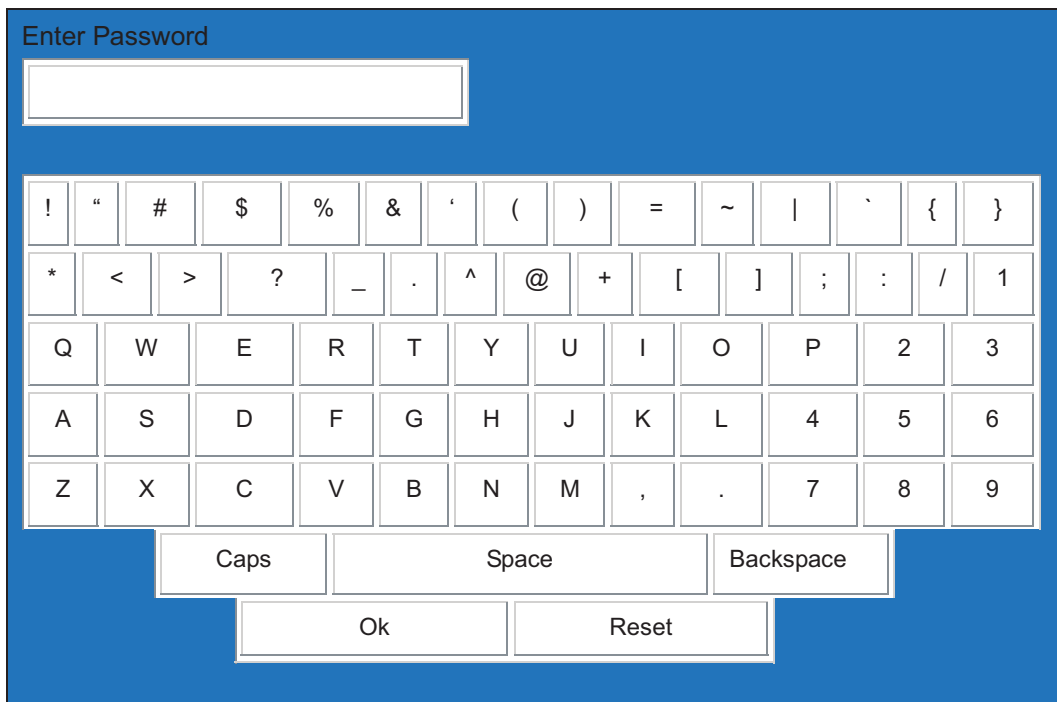 Enter Password
! “ # $ % & ‘ ( ) = ~ | ` { }
* < > ? _ . ^ @ + [ ] ; : / 1
Q W E R T Y U I O P 2 3
A S D F G H J K L 4 5 6
Z X C V B N M , . 7 8 9
Caps Space Backspace
Ok Reset